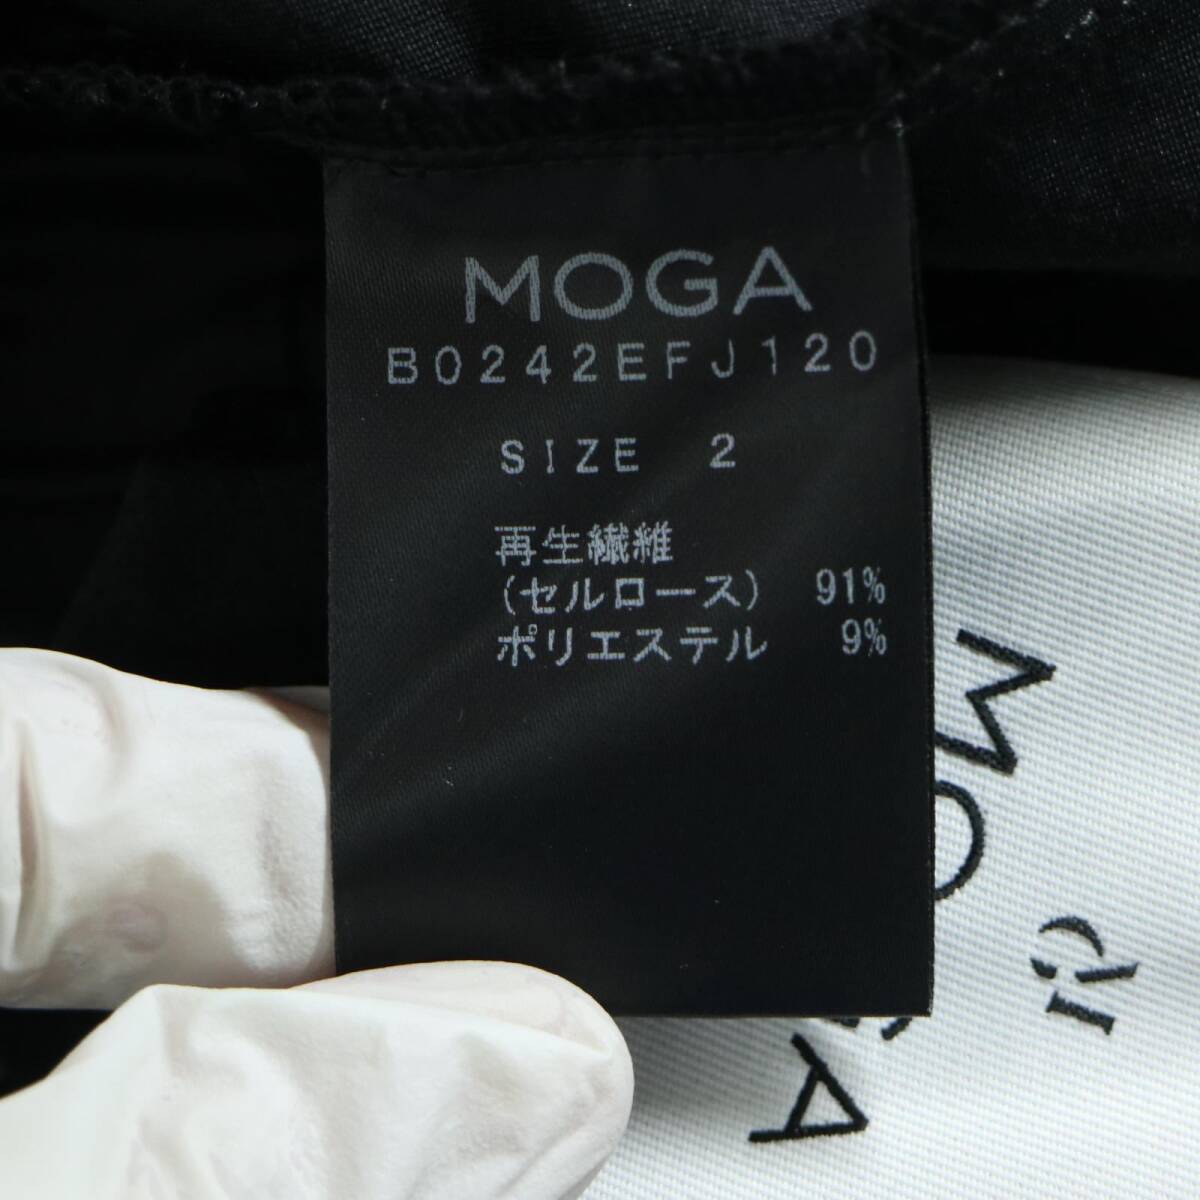 MOGA
B0242EFJ120
SIZE 2
再生繊維
(セルロース) 91%
ポリエステル 9%
MO
A